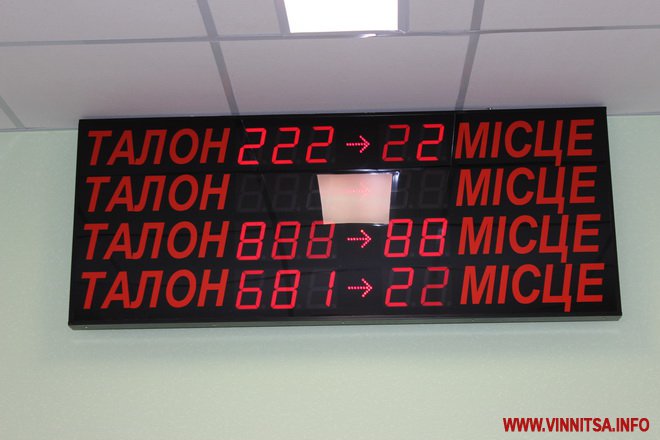 ТАЛОН 222 → 22 МІСЦЕ
ТАЛОН МІСЦЕ
ТАЛОН 888 → 88 МІСЦЕ
ТАЛОН 681 → 22 МІСЦЕ
WWW.VINNITSA.INFO